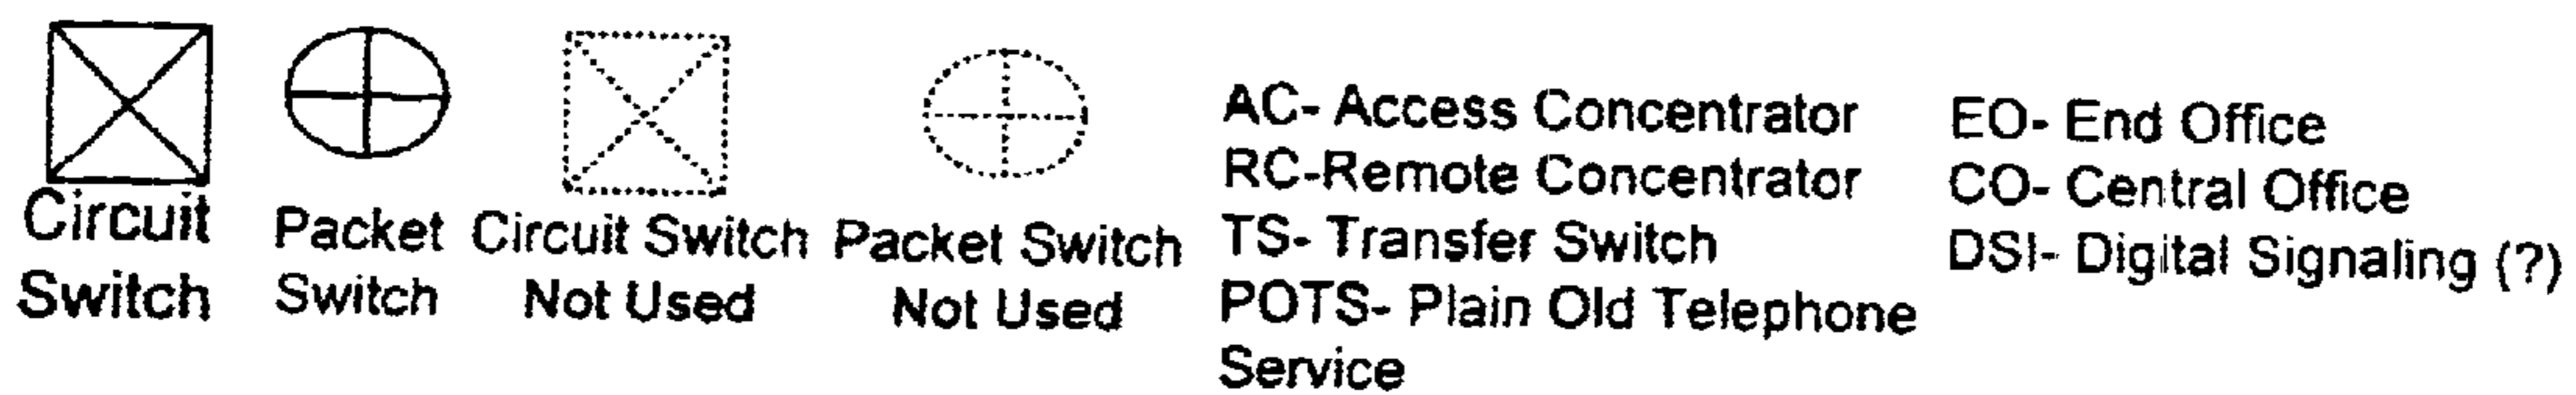 Circuit
Switch
Packet
Switch
Circuit Switch
Not Used
Packet Switch
Not Used
AC- Access Concentrator
RC-Remote Concentrator
TS- Transfer Switch
POTS- Plain Old Telephone
Service
EO- End Office
CO- Central Office
DSI- Digital Signaling (?)